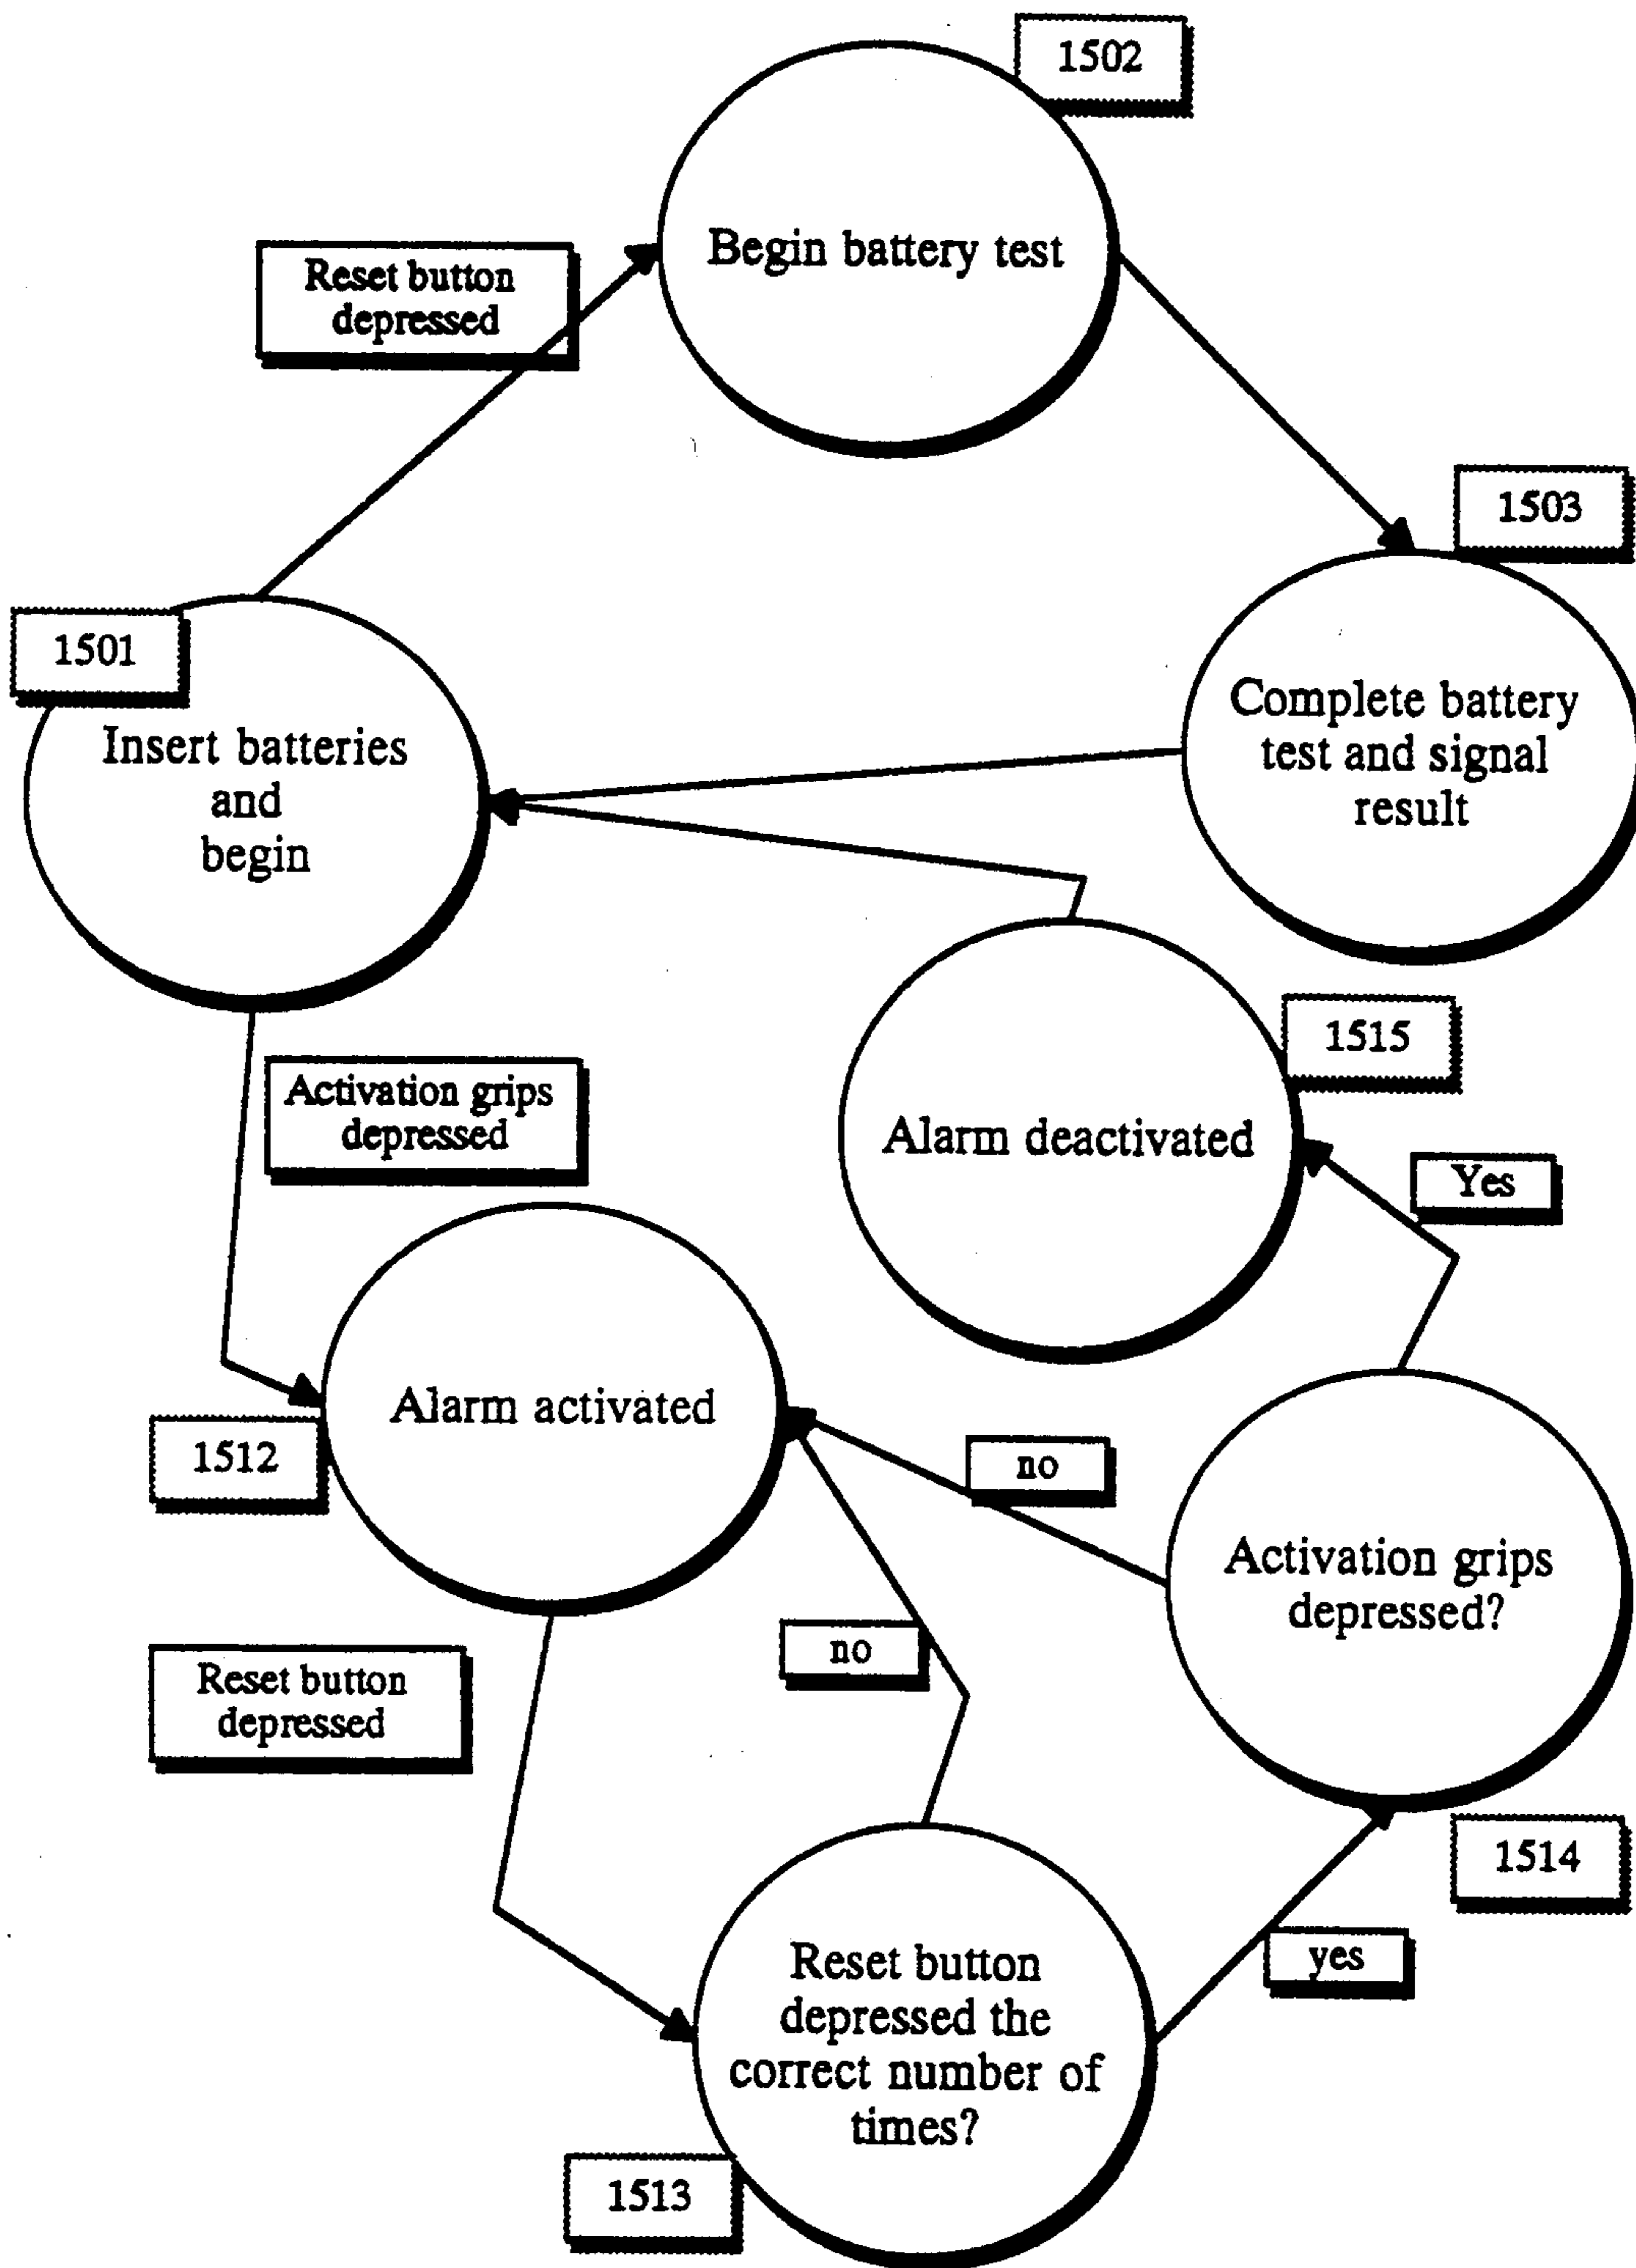 1502
Begin battery test
Reset button
depressed
1503
Complete battery
test and signal
result
1501
Insert batteries
and
begin
1515
Alarm deactivated
Activation grips
depressed
Yes
Alarm activated
1512
no
Activation grips
depressed?
no
Reset button
depressed
1514
yes
Reset button
depressed the
correct number of
times?
1513